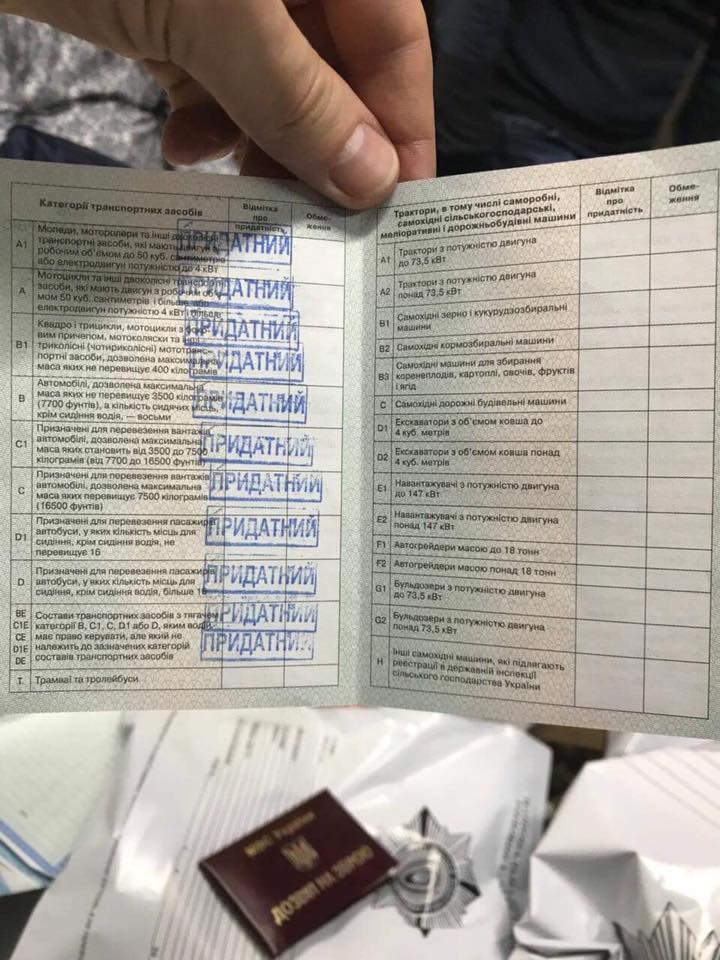 Категорії транспортних засобів
Відмітка
про
придатність
Обме-
ження
A1
Мопеди, моторолери та інші двоколісні
транспортні засоби, які мають двигун з
робочим об'ємом до 50 куб. сантиметрів
або електродвигун потужністю до 4 кВт
ПРИДАТНИЙ
A
Мотоцикли та інші двоколісні транспортні
засоби, які мають двигун з робочим об'є-
мом 50 куб. сантиметрів і більше або
електродвигун потужністю 4 кВт і більше
ПРИДАТНИЙ
B1
Квадро і трицикли, мотоцикли з боко-
вим причепом, мотоколяски та інші
триколісні (чотириколісні) мототранс-
портні засоби, дозволена максимальна
маса яких не перевищує 400 кілограмів
ПРИДАТНИЙ
ПРИДАТНИЙ
B
Автомобілі, дозволена максимальна
маса яких не перевищує 3500 кілограмів
(7700 фунтів), а кількість сидячих місць,
крім сидіння водія, — восьми
ПРИДАТНИЙ
C1
Призначені для перевезення вантажів
автомобілі, дозволена максимальна
маса яких становить від 3500 до 7500
кілограмів (від 7700 до 16500 фунтів)
ПРИДАТНИЙ
C
Призначені для перевезення вантажів
автомобілі, дозволена максимальна
маса яких перевищує 7500 кілограмів
(16500 фунтів)
ПРИДАТНИЙ
D1
Призначені для перевезення пасажирів
автобуси, у яких кількість місць для
сидіння, крім сидіння водія, не
перевищує 16
ПРИДАТНИЙ
D
Призначені для перевезення пасажирів
автобуси, у яких кількість місць для
сидіння, крім сидіння водія, більше 16
ПРИДАТНИЙ
BE
C1E
CE
D1E
DE
Состави транспортних засобів з тягачем
категорії B, C1, C, D1 або D, яким водій
має право керувати, але який не
належить до зазначених категорій
составів транспортних засобів
ПРИДАТНИЙ
ПРИДАТНИЙ
T.
Трамваї та тролейбуси
Трактори, в тому числі саморобні,
самохідні сільськогосподарські,
меліоративні і дорожньобудівні машини
Відмітка
про
придатність
Обме-
ження
A1
Трактори з потужністю двигуна
до 73,5 кВт
A2
Трактори з потужністю двигуна
понад 73,5 кВт
B1
Самохідні зерно і кукурудзозбиральні
машини
B2
Самохідні кормозбиральні машини
B3
Самохідні машини для збирання
коренеплодів, картоплі, овочів, фруктів
і ягід
C
Самохідні дорожні будівельні машини
D1
Екскаватори з об'ємом ковша до
4 куб. метрів
D2
Екскаватори з об'ємом ковша понад
4 куб. метрів
E1
Навантажувачі з потужністю двигуна
до 147 кВт
E2
Навантажувачі з потужністю двигуна
понад 147 кВт
F1
Автогрейдери масою до 18 тонн
F2
Автогрейдери масою понад 18 тонн
G1
Бульдозери з потужністю двигуна
до 73,5 кВт
G2
Бульдозери з потужністю двигуна
понад 73,5 кВт
H
Інші самохідні машини, які підлягають
реєстрації в державній інспекції
сільського господарства України
МВС України
ДОЗВІЛ НА ЗБРОЮ